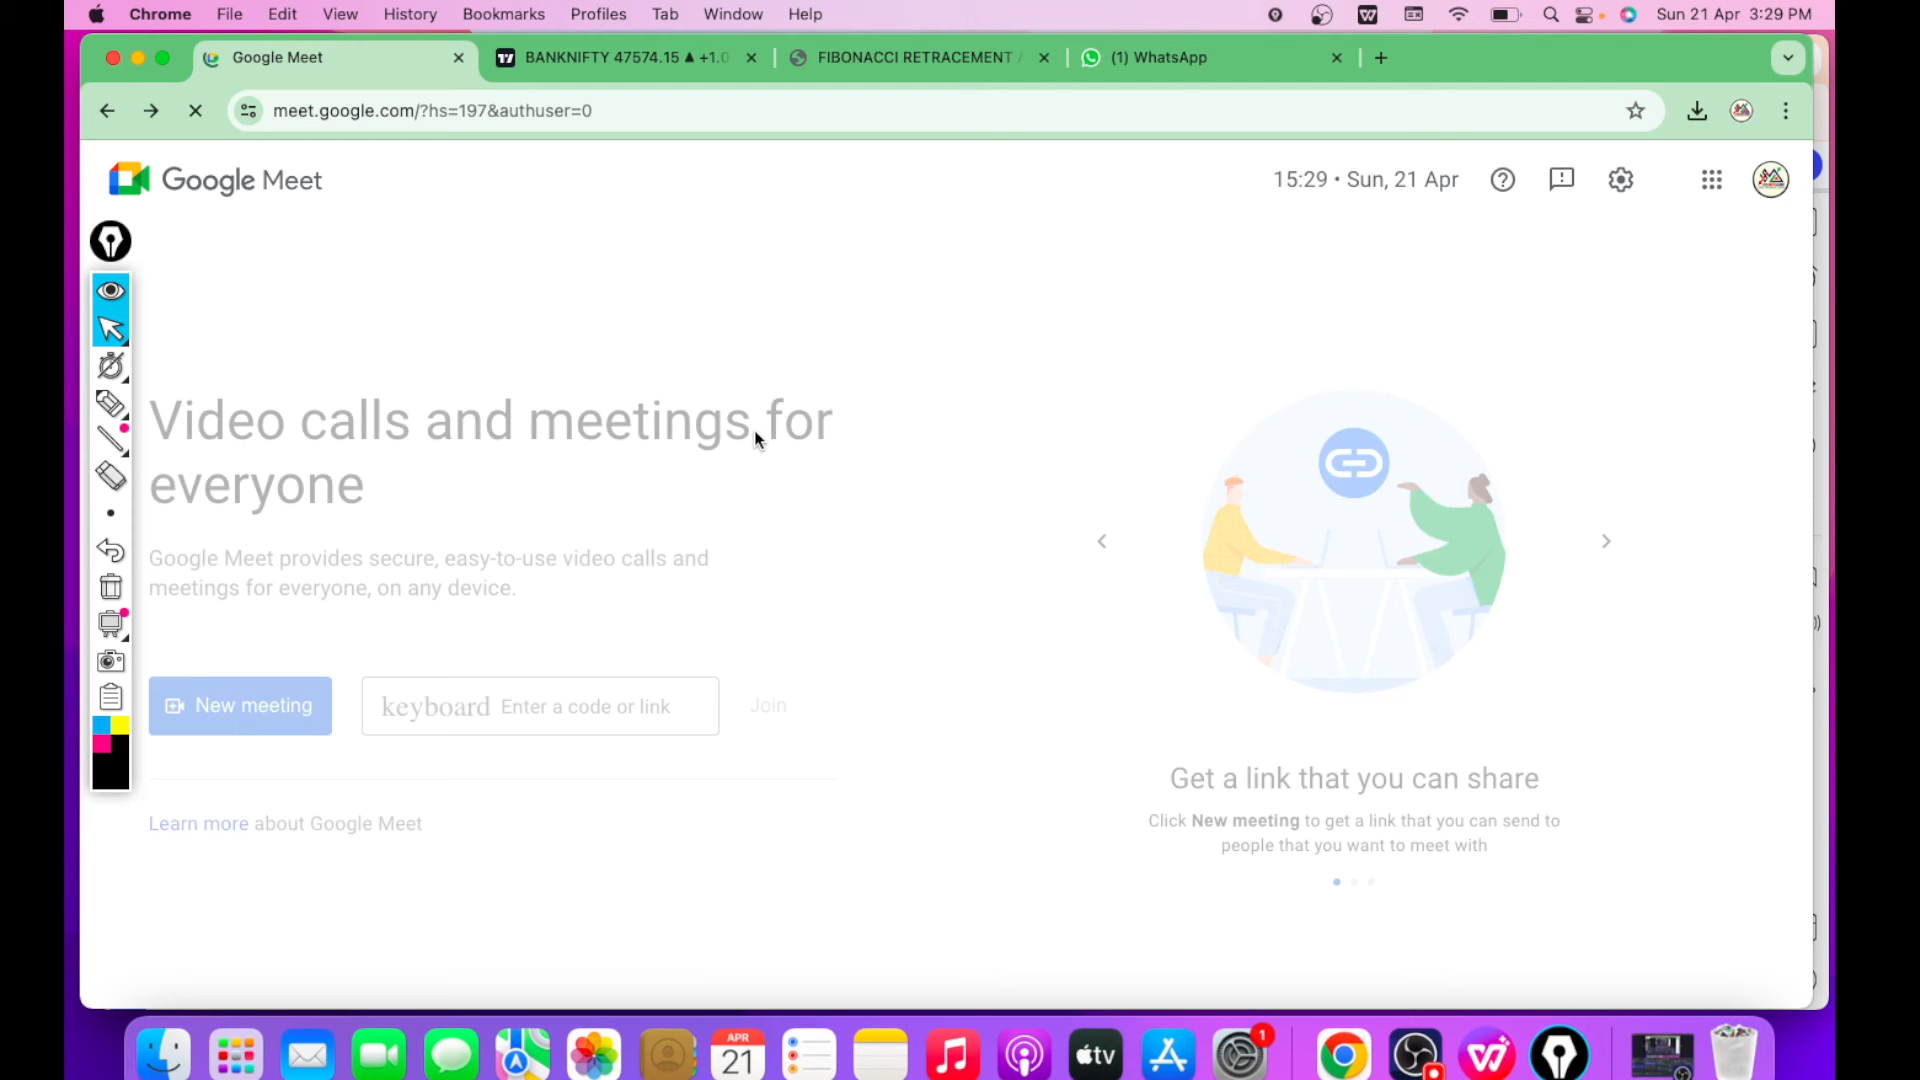 Chrome File Edit View History Bookmarks Profiles Tab Window Help Sun 21 Apr 3:29 PM
Google Meet BANKNIFTY 47574.15 ▲ +1.0 FIBONACCI RETRACEMENT (1) WhatsApp
meet.google.com/?hs=197&authuser=0
Google Meet 15:29 • Sun, 21 Apr
Video calls and meetings for
everyone
Google Meet provides secure, easy-to-use video calls and
meetings for everyone, on any device.
New meeting keyboard Enter a code or link Join
Learn more about Google Meet
Get a link that you can share
Click New meeting to get a link that you can send to
people that you want to meet with
APR
21
tv
1